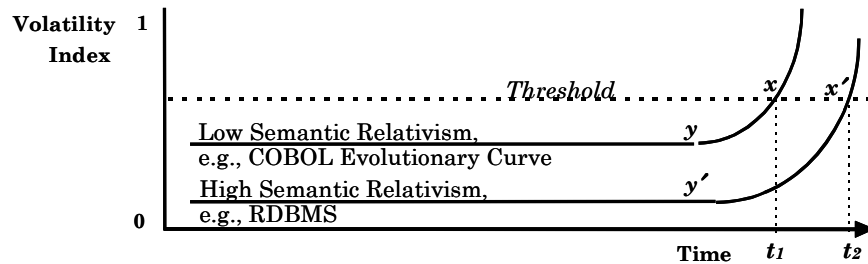 Volatility 1
Index
Threshold x x′
Low Semantic Relativism, y
e.g., COBOL Evolutionary Curve
High Semantic Relativism, y′
e.g., RDBMS
0
Time t1 t2